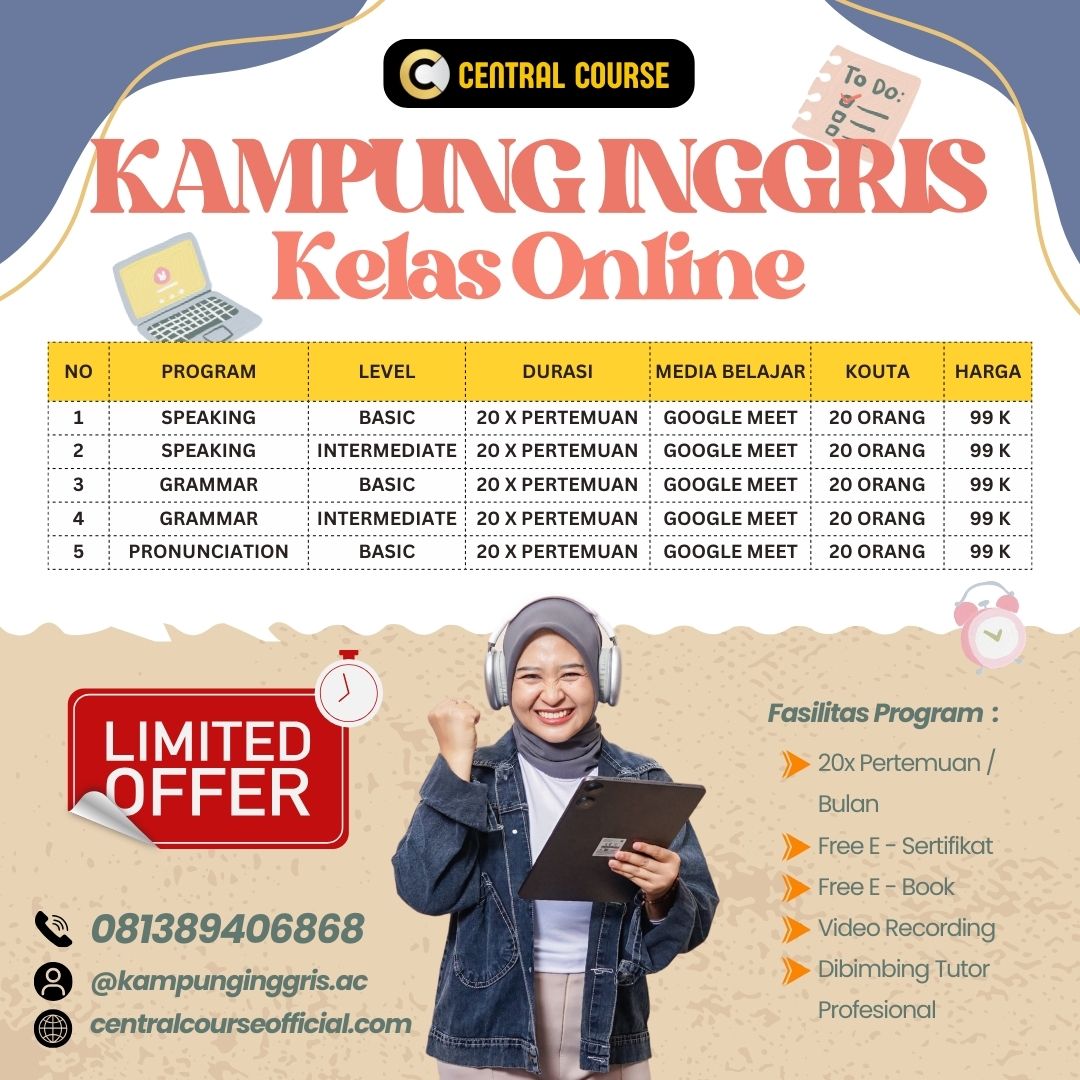 CENTRAL COURSE
To Do:
KAMPUNG INGGRIS
Kelas Online
NO PROGRAM LEVEL DURASI MEDIA BELAJAR KOUTA HARGA
1 SPEAKING BASIC 20 X PERTEMUAN GOOGLE MEET 20 ORANG 99 K
2 SPEAKING INTERMEDIATE 20 X PERTEMUAN GOOGLE MEET 20 ORANG 99 K
3 GRAMMAR BASIC 20 X PERTEMUAN GOOGLE MEET 20 ORANG 99 K
4 GRAMMAR INTERMEDIATE 20 X PERTEMUAN GOOGLE MEET 20 ORANG 99 K
5 PRONUNCIATION BASIC 20 X PERTEMUAN GOOGLE MEET 20 ORANG 99 K
LIMITED
OFFER
081389406868
@kampunginggris.ac
centralcourseofficial.com
Fasilitas Program :
20x Pertemuan /
Bulan
Free E - Sertifikat
Free E - Book
Video Recording
Dibimbing Tutor
Profesional